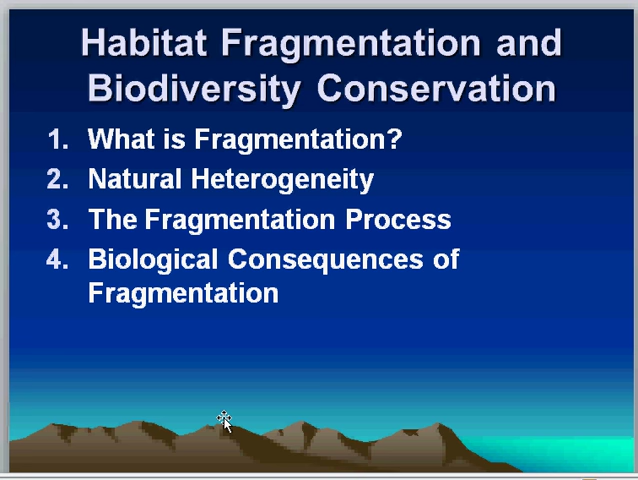 Habitat Fragmentation and
Biodiversity Conservation
1. What is Fragmentation?
2. Natural Heterogeneity
3. The Fragmentation Process
4. Biological Consequences of
Fragmentation